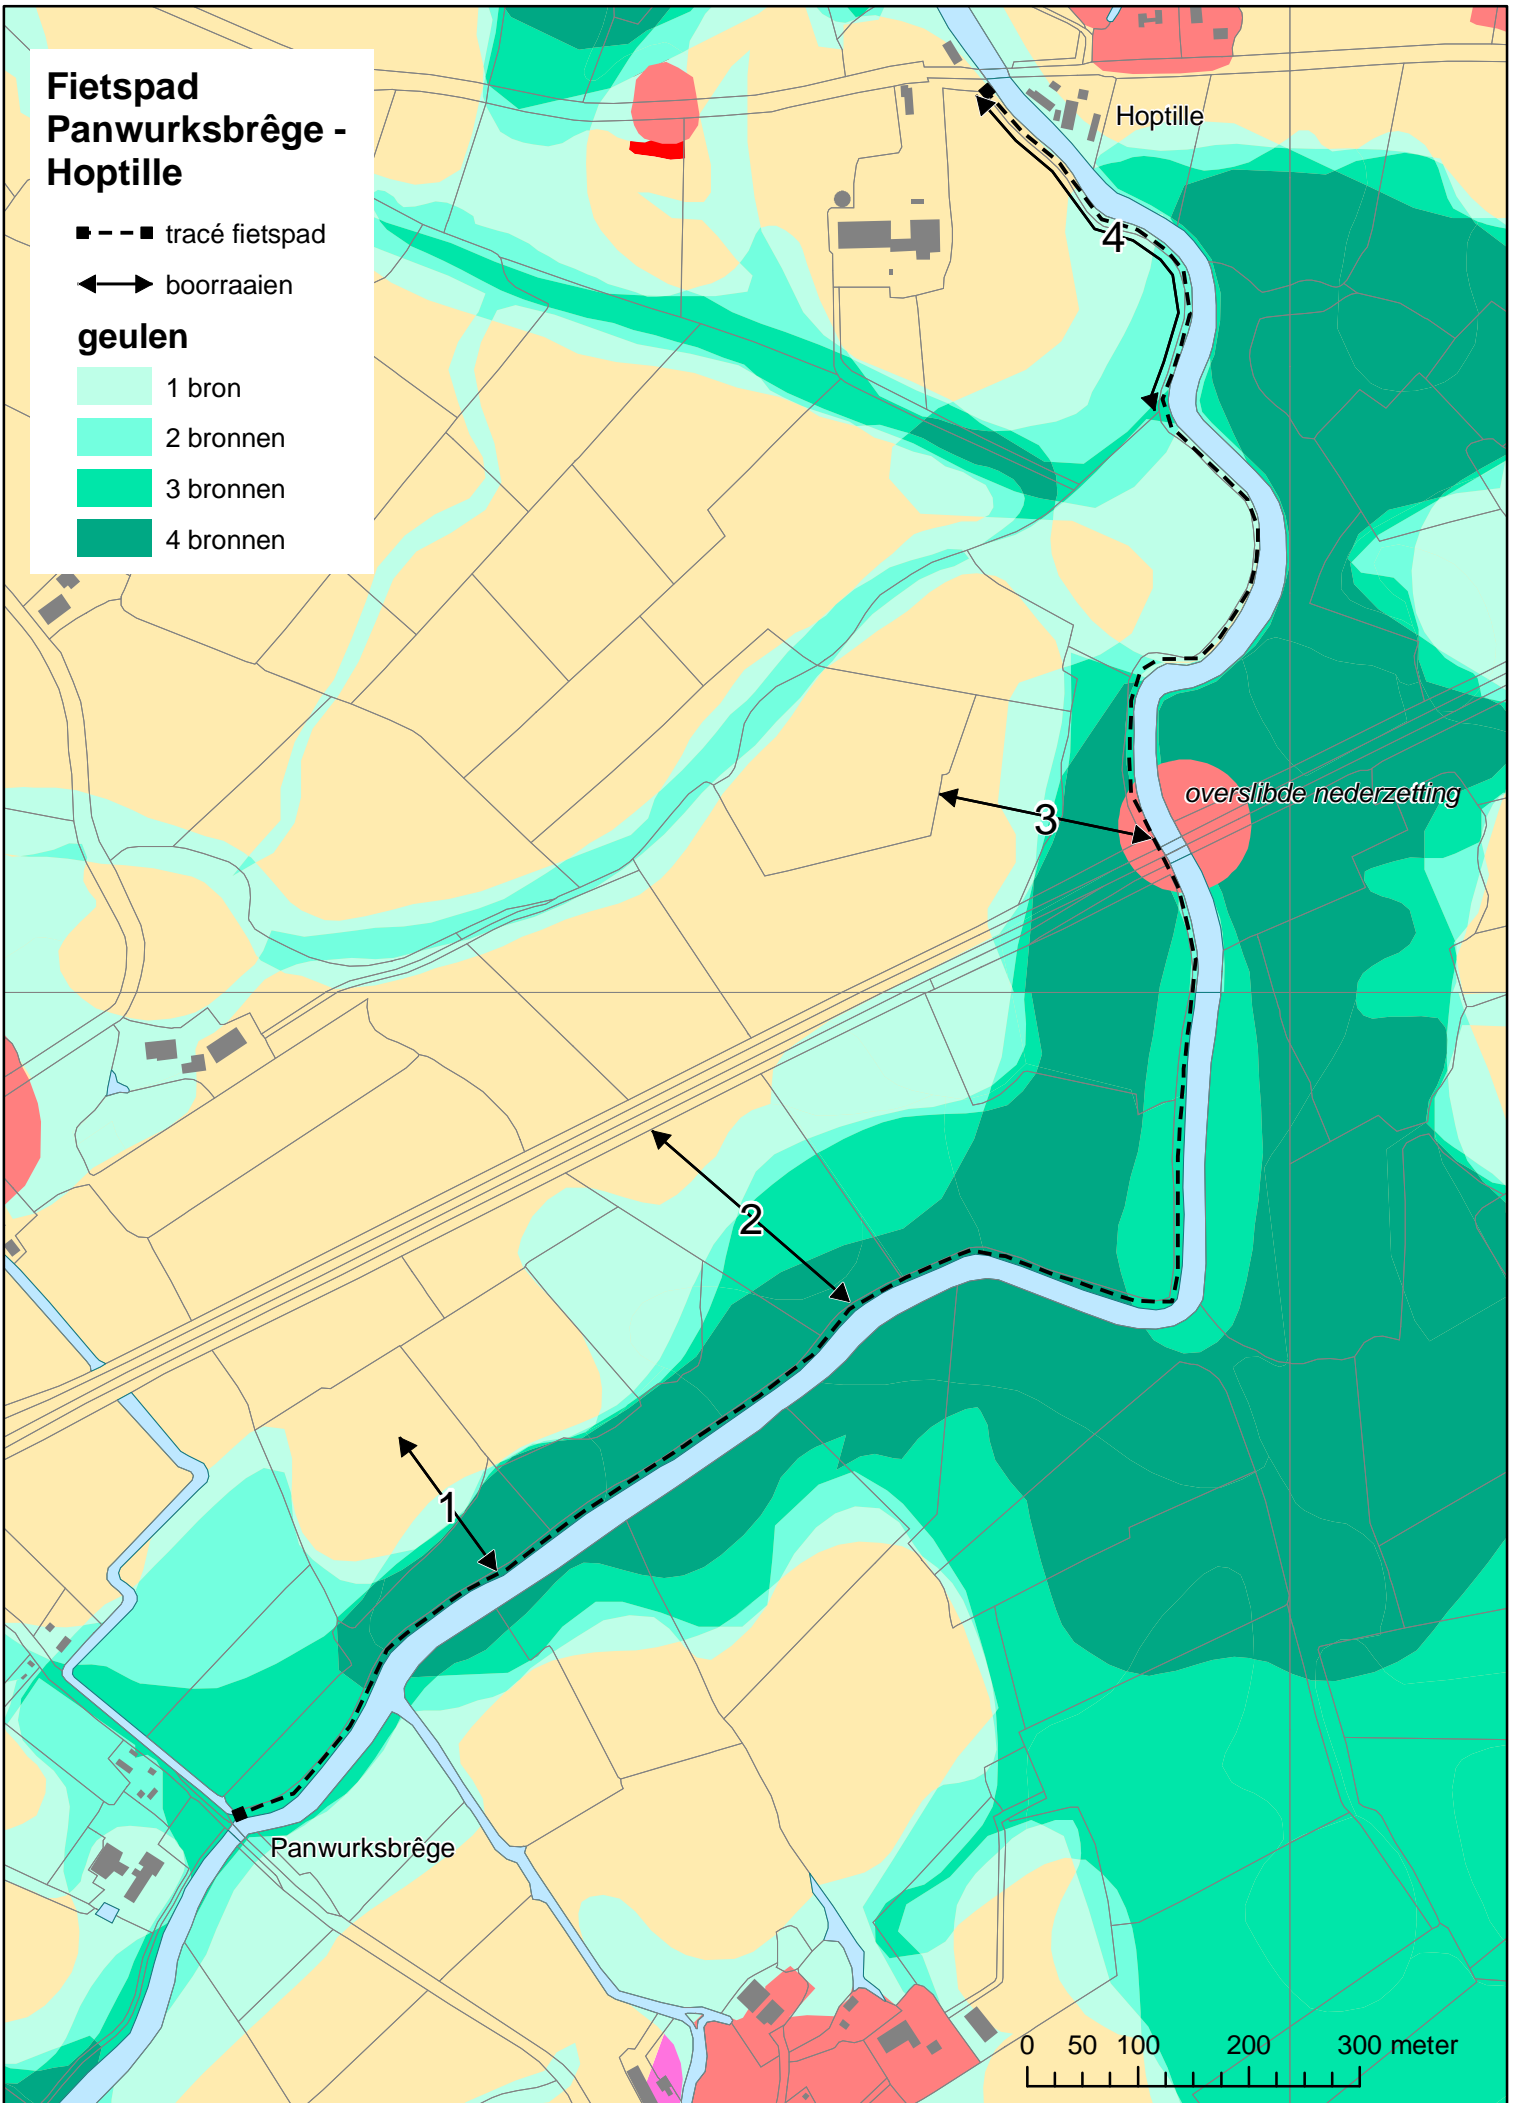 Fietspad
Panwurksbrêge -
Hoptille
tracé fietspad
boorraaien
geulen
1 bron
2 bronnen
3 bronnen
4 bronnen
Hoptille
4
overslibde nederzetting
3
2
1
Panwurksbrêge
0 50 100 200 300 meter